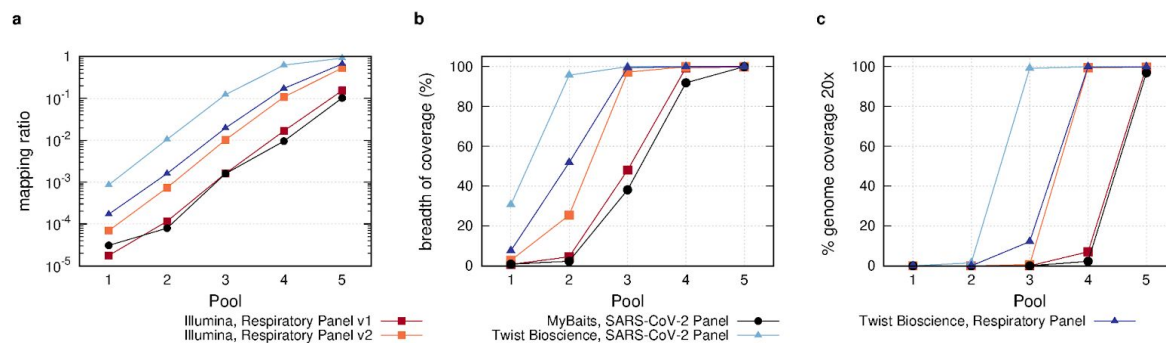 a
b
c
1
10-1
10-2
10-3
10-4
10-5
mapping ratio
1 2 3 4 5
Pool
100
80
60
40
20
0
breadth of coverage (%)
1 2 3 4 5
Pool
100
80
60
40
20
0
% genome coverage 20x
1 2 3 4 5
Pool
Illumina, Respiratory Panel v1
Illumina, Respiratory Panel v2
MyBaits, SARS-CoV-2 Panel
Twist Bioscience, SARS-CoV-2 Panel
Twist Bioscience, Respiratory Panel